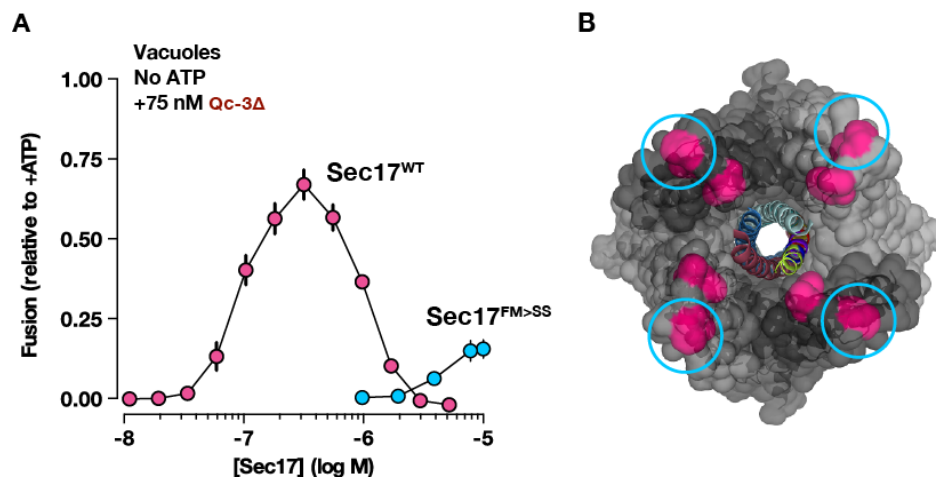 A
B
Vacuoles
No ATP
+75 nM Qc-3Δ
1.00
0.75
0.50
0.25
0.00
Fusion (relative to +ATP)
Sec17WT
Sec17FM>SS
-8
-7
-6
-5
[Sec17] (log M)